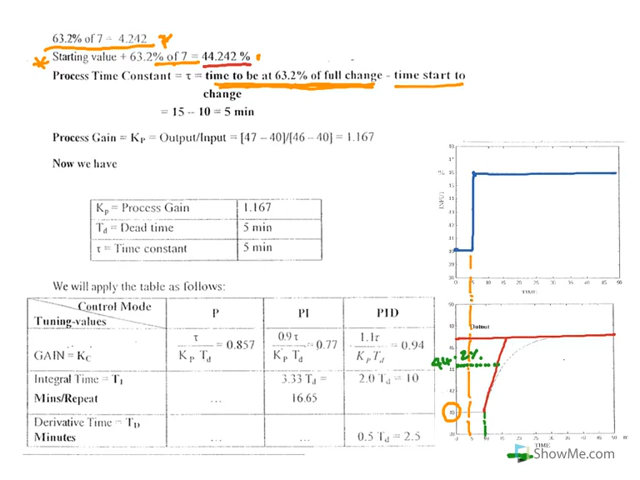 63.2% of 7 = 4.242
Starting value + 63.2% of 7 = 44.242 %
Process Time Constant = τ = time to be at 63.2% of full change - time start to
change
= 15 – 10 = 5 min
Process Gain = KP = Output/Input = [47 – 40]/[46 – 40] = 1.167
Now we have
Kp = Process Gain 1.167
Td = Dead time 5 min
τ = Time constant 5 min
We will apply the table as follows:
Control Mode
Tuning-values
P PI PID
GAIN = KC
τ / KP Td = 0.857
0.9τ / KP Td = 0.77
1.1τ / KP Td = 0.94
Integral Time = TI
Mins/Repeat
... 3.33 Td = 16.65 2.0 Td = 10
Derivative Time = TD
Minutes
... ... 0.5 Td = 2.5
INPUT
TIME
Output
44.2%
TIME
ShowMe.com